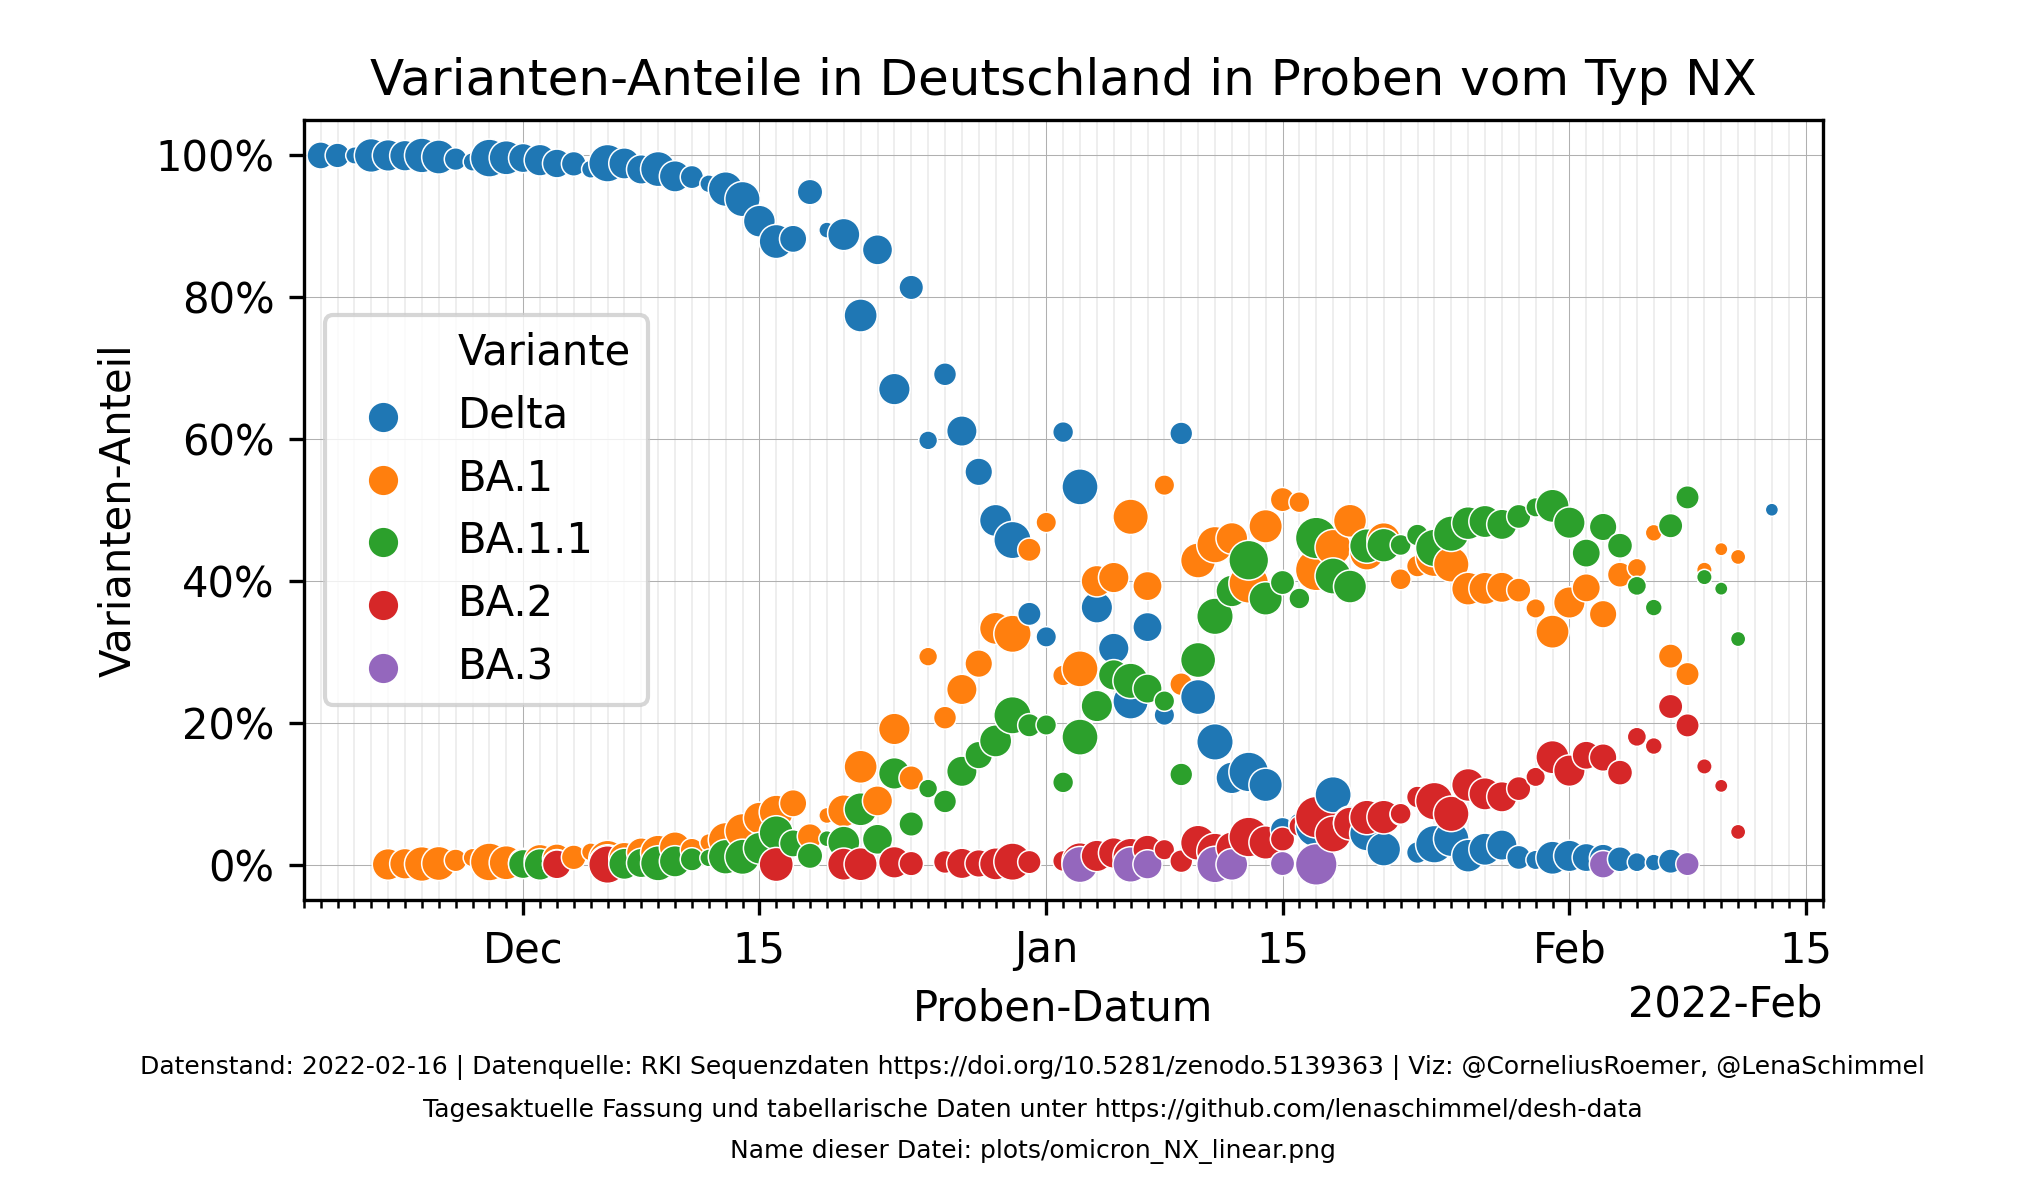 Varianten-Anteile in Deutschland in Proben vom Typ NX
100%
80%
60%
40%
20%
0%
Varianten-Anteil
Variante
Delta
BA.1
BA.1.1
BA.2
BA.3
Dec 15 Jan 15 Feb 15
Proben-Datum 2022-Feb
Datenstand: 2022-02-16 | Datenquelle: RKI Sequenzdaten https://doi.org/10.5281/zenodo.5139363 | Viz: @CorneliusRoemer, @LenaSchimmel
Tagesaktuelle Fassung und tabellarische Daten unter https://github.com/lenaschimmel/desh-data
Name dieser Datei: plots/omicron_NX_linear.png